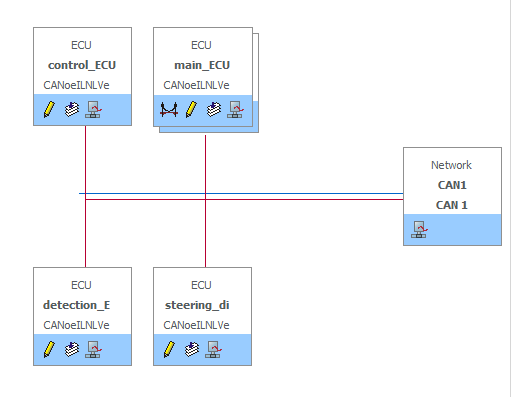 ECU
control_ECU
CANoeILNLVe
ECU
main_ECU
CANoeILNLVe
Network
CAN1
CAN 1
ECU
detection_E
CANoeILNLVe
ECU
steering_di
CANoeILNLVe